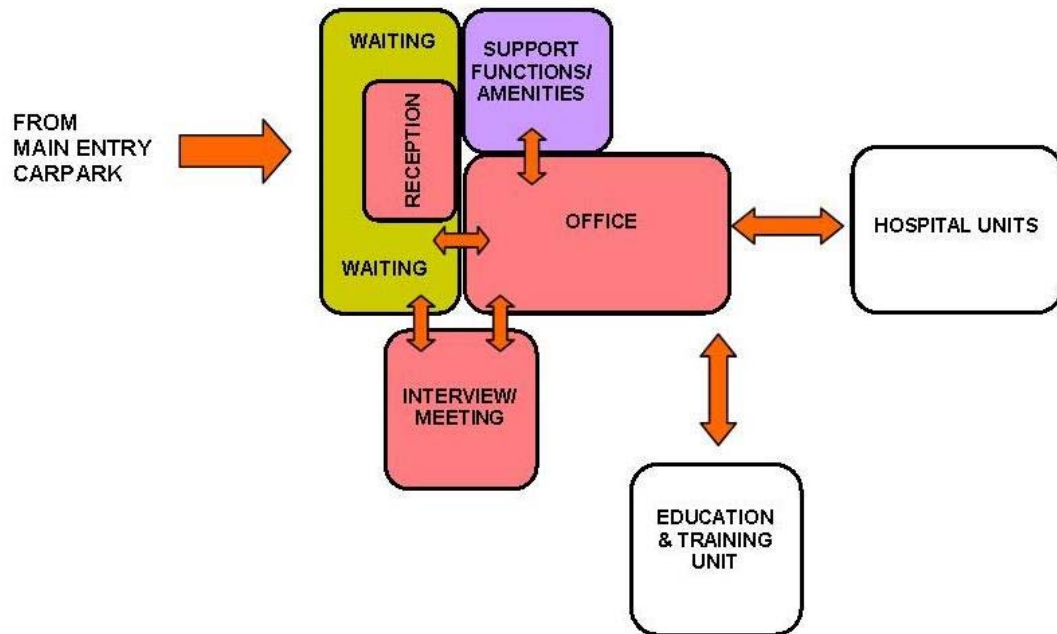 FROM
MAIN ENTRY
CARPARK
WAITING
RECEPTION
WAITING
SUPPORT
FUNCTIONS/
AMENITIES
OFFICE
HOSPITAL UNITS
INTERVIEW/
MEETING
EDUCATION
& TRAINING
UNIT